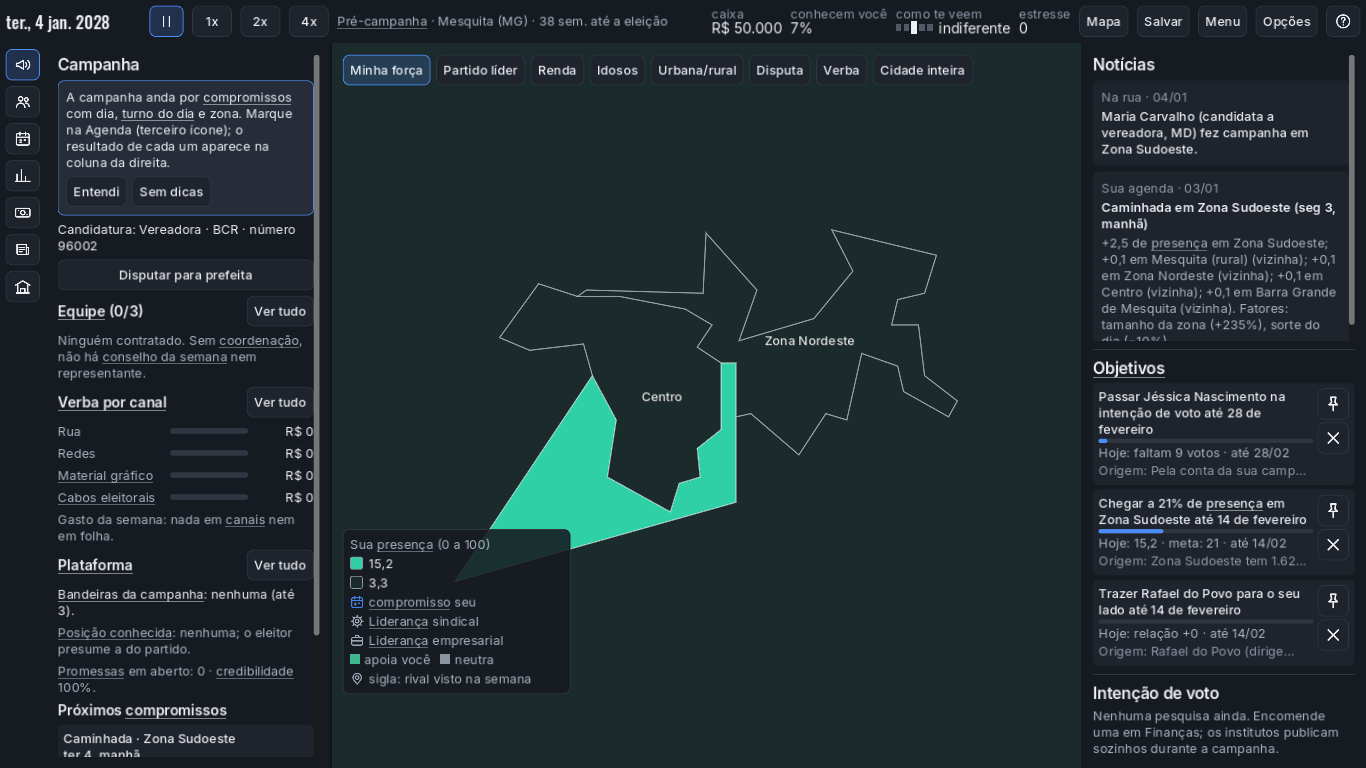 ter., 4 jan. 2028
1x
2x
4x
Pré-campanha · Mesquita (MG) · 38 sem. até a eleição
caixa
R$ 50.000
conhecem você
7%
como te veem
indiferente
estresse
0
Mapa
Salvar
Menu
Opções
Campanha
A campanha anda por compromissos
com dia, turno do dia e zona. Marque
na Agenda (terceiro ícone); o
resultado de cada um aparece na
coluna da direita.
Entendi
Sem dicas
Candidatura: Vereadora · BCR · número
96002
Disputar para prefeita
Equipe (0/3)
Ver tudo
Ninguém contratado. Sem coordenação,
não há conselho da semana nem
representante.
Verba por canal
Ver tudo
Rua R$ 0
Redes R$ 0
Material gráfico R$ 0
Cabos eleitorais R$ 0
Gasto da semana: nada em canais nem
em folha.
Plataforma
Ver tudo
Bandeiras da campanha: nenhuma (até
3).
Posição conhecida: nenhuma; o eleitor
presume a do partido.
Promessas em aberto: 0 · credibilidade
100%.
Próximos compromissos
Caminhada · Zona Sudoeste
ter 4, manhã
Minha força
Partido líder
Renda
Idosos
Urbana/rural
Disputa
Verba
Cidade inteira
Zona Nordeste
Centro
Sua presença (0 a 100)
15,2
3,3
compromisso seu
Liderança sindical
Liderança empresarial
apoia você
neutra
sigla: rival visto na semana
Notícias
Na rua · 04/01
Maria Carvalho (candidata a
vereadora, MD) fez campanha em
Zona Sudoeste.
Sua agenda · 03/01
Caminhada em Zona Sudoeste (seg 3,
manhã)
+2,5 de presença em Zona Sudoeste;
+0,1 em Mesquita (rural) (vizinha); +0,1
em Zona Nordeste (vizinha); +0,1 em
Centro (vizinha); +0,1 em Barra Grande
de Mesquita (vizinha). Fatores:
tamanho da zona (+235%), sorte do
dia (−10%)
Objetivos
Passar Jéssica Nascimento na
intenção de voto até 28 de
fevereiro
Hoje: faltam 9 votos · até 28/02
Origem: Pela conta da sua camp...
Chegar a 21% de presença em
Zona Sudoeste até 14 de fevereiro
Hoje: 15,2 · meta: 21 · até 14/02
Origem: Zona Sudoeste tem 1.62...
Trazer Rafael do Povo para o seu
lado até 14 de fevereiro
Hoje: relação +0 · até 14/02
Origem: Rafael do Povo (dirige...
Intenção de voto
Nenhuma pesquisa ainda. Encomende
uma em Finanças; os institutos publicam
sozinhos durante a campanha.